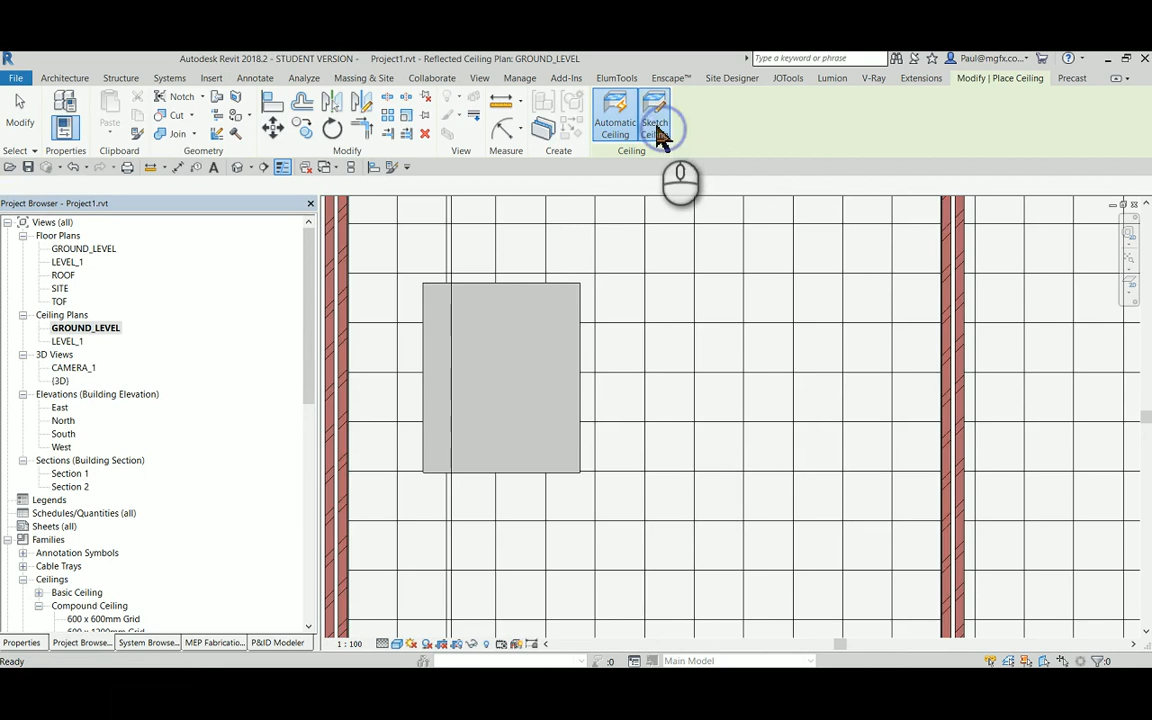 Autodesk Revit 2018.2 - STUDENT VERSION - Project1.rvt - Reflected Ceiling Plan: GROUND_LEVEL
Type a keyword or phrase
Paul@mgfx.co...
File Architecture Structure Systems Insert Annotate Analyze Massing & Site Collaborate View Manage Add-Ins ElumTools Enscape™ Site Designer JOTools Lumion V-Ray Extensions Modify | Place Ceiling Precast
Modify
Paste
Notch
Cut
Join
Automatic Ceiling
Sketch
Select Properties Clipboard Geometry Modify View Measure Create Ceiling
Project Browser - Project1.rvt
Views (all)
Floor Plans
GROUND_LEVEL
LEVEL_1
ROOF
SITE
TOF
Ceiling Plans
GROUND_LEVEL
LEVEL_1
3D Views
CAMERA_1
{3D}
Elevations (Building Elevation)
East
North
South
West
Sections (Building Section)
Section 1
Section 2
Legends
Schedules/Quantities (all)
Sheets (all)
Families
Annotation Symbols
Cable Trays
Ceilings
Basic Ceiling
Compound Ceiling
600 x 600mm Grid
Properties Project Browse... System Browse... MEP Fabricatio... P&ID Modeler
1 : 100
Ready
:0
Main Model
:0